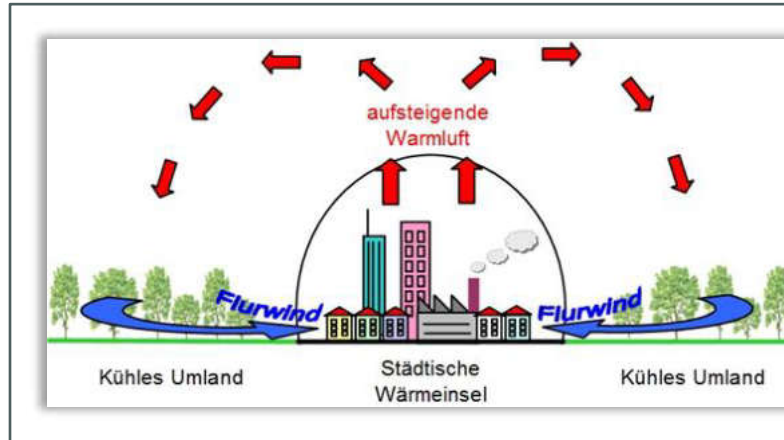 aufsteigende
Warmluft
Flurwind
Flurwind
Kühles Umland
Städtische
Wärmeinsel
Kühles Umland